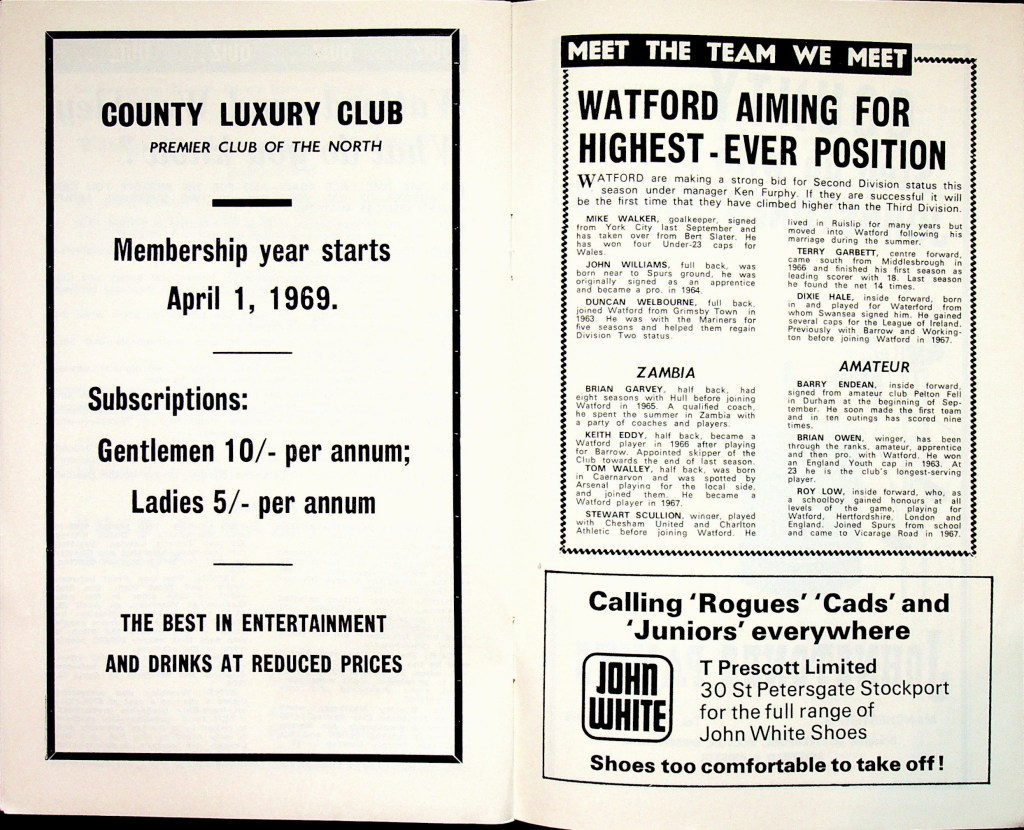 COUNTY LUXURY CLUB
PREMIER CLUB OF THE NORTH
Membership year starts
April 1, 1969.
Subscriptions:
Gentlemen 10/- per annum;
Ladies 5/- per annum
THE BEST IN ENTERTAINMENT
AND DRINKS AT REDUCED PRICES
MEET THE TEAM WE MEET
WATFORD AIMING FOR
HIGHEST-EVER POSITION
WATFORD are making a strong bid for Second Division status this
season under manager Ken Furphy. If they are successful it will
be the first time that they have climbed higher than the Third Division.
MIKE WALKER, goalkeeper, signed
from York City last September and
has taken over from Bert Slater. He
has won four Under-23 caps for
Wales.
JOHN WILLIAMS, full back, was
born near to Spurs ground, he was
originally signed as an apprentice
and became a pro. in 1964.
DUNCAN WELBOURNE, full back,
joined Watford from Grimsby Town in
1963. He was with the Mariners for
five seasons and helped them regain
Division Two status.
ZAMBIA
BRIAN GARVEY, half back, had
eight seasons with Hull before joining
Watford in 1965. A qualified coach,
he spent the summer in Zambia with
a party of coaches and players.
KEITH EDDY, half back, became a
Watford player in 1966 after playing
for Barrow. Appointed skipper of the
Club towards the end of last season.
TOM WALLEY, half back, was born
in Caernarvon and was spotted by
Arsenal playing for the local side,
and joined them. He became a
Watford player in 1967.
STEWART SCULLION, winger, played
with Chesham United and Charlton
Athletic before joining Watford. He
lived in Ruislip for many years but
moved into Watford following his
marriage during the summer.
TERRY GARBETT, centre forward,
came south from Middlesbrough in
1966 and finished his first season as
leading scorer with 18. Last season
he found the net 14 times.
DIXIE HALE, inside forward, born
in and played for Waterford from
whom Swansea signed him. He gained
several caps for the League of Ireland.
Previously with Barrow and Working-
ton before joining Watford in 1967.
AMATEUR
BARRY ENDEAN, inside forward,
signed from amateur club Pelton Fell
in Durham at the beginning of Sep-
tember. He soon made the first team
and in ten outings has scored nine
times.
BRIAN OWEN, winger, has been
through the ranks, amateur, apprentice
and then pro. with Watford. He won
an England Youth cap in 1963. At
23 he is the club's longest-serving
player.
ROY LOW, inside forward, who, as
a schoolboy gained honours at all
levels of the game, playing for
Watford, Hertfordshire, London and
England. Joined Spurs from school
and came to Vicarage Road in 1967.
Calling 'Rogues' 'Cads' and
'Juniors' everywhere
JOHN
WHITE
T Prescott Limited
30 St Petersgate Stockport
for the full range of
John White Shoes
Shoes too comfortable to take off!